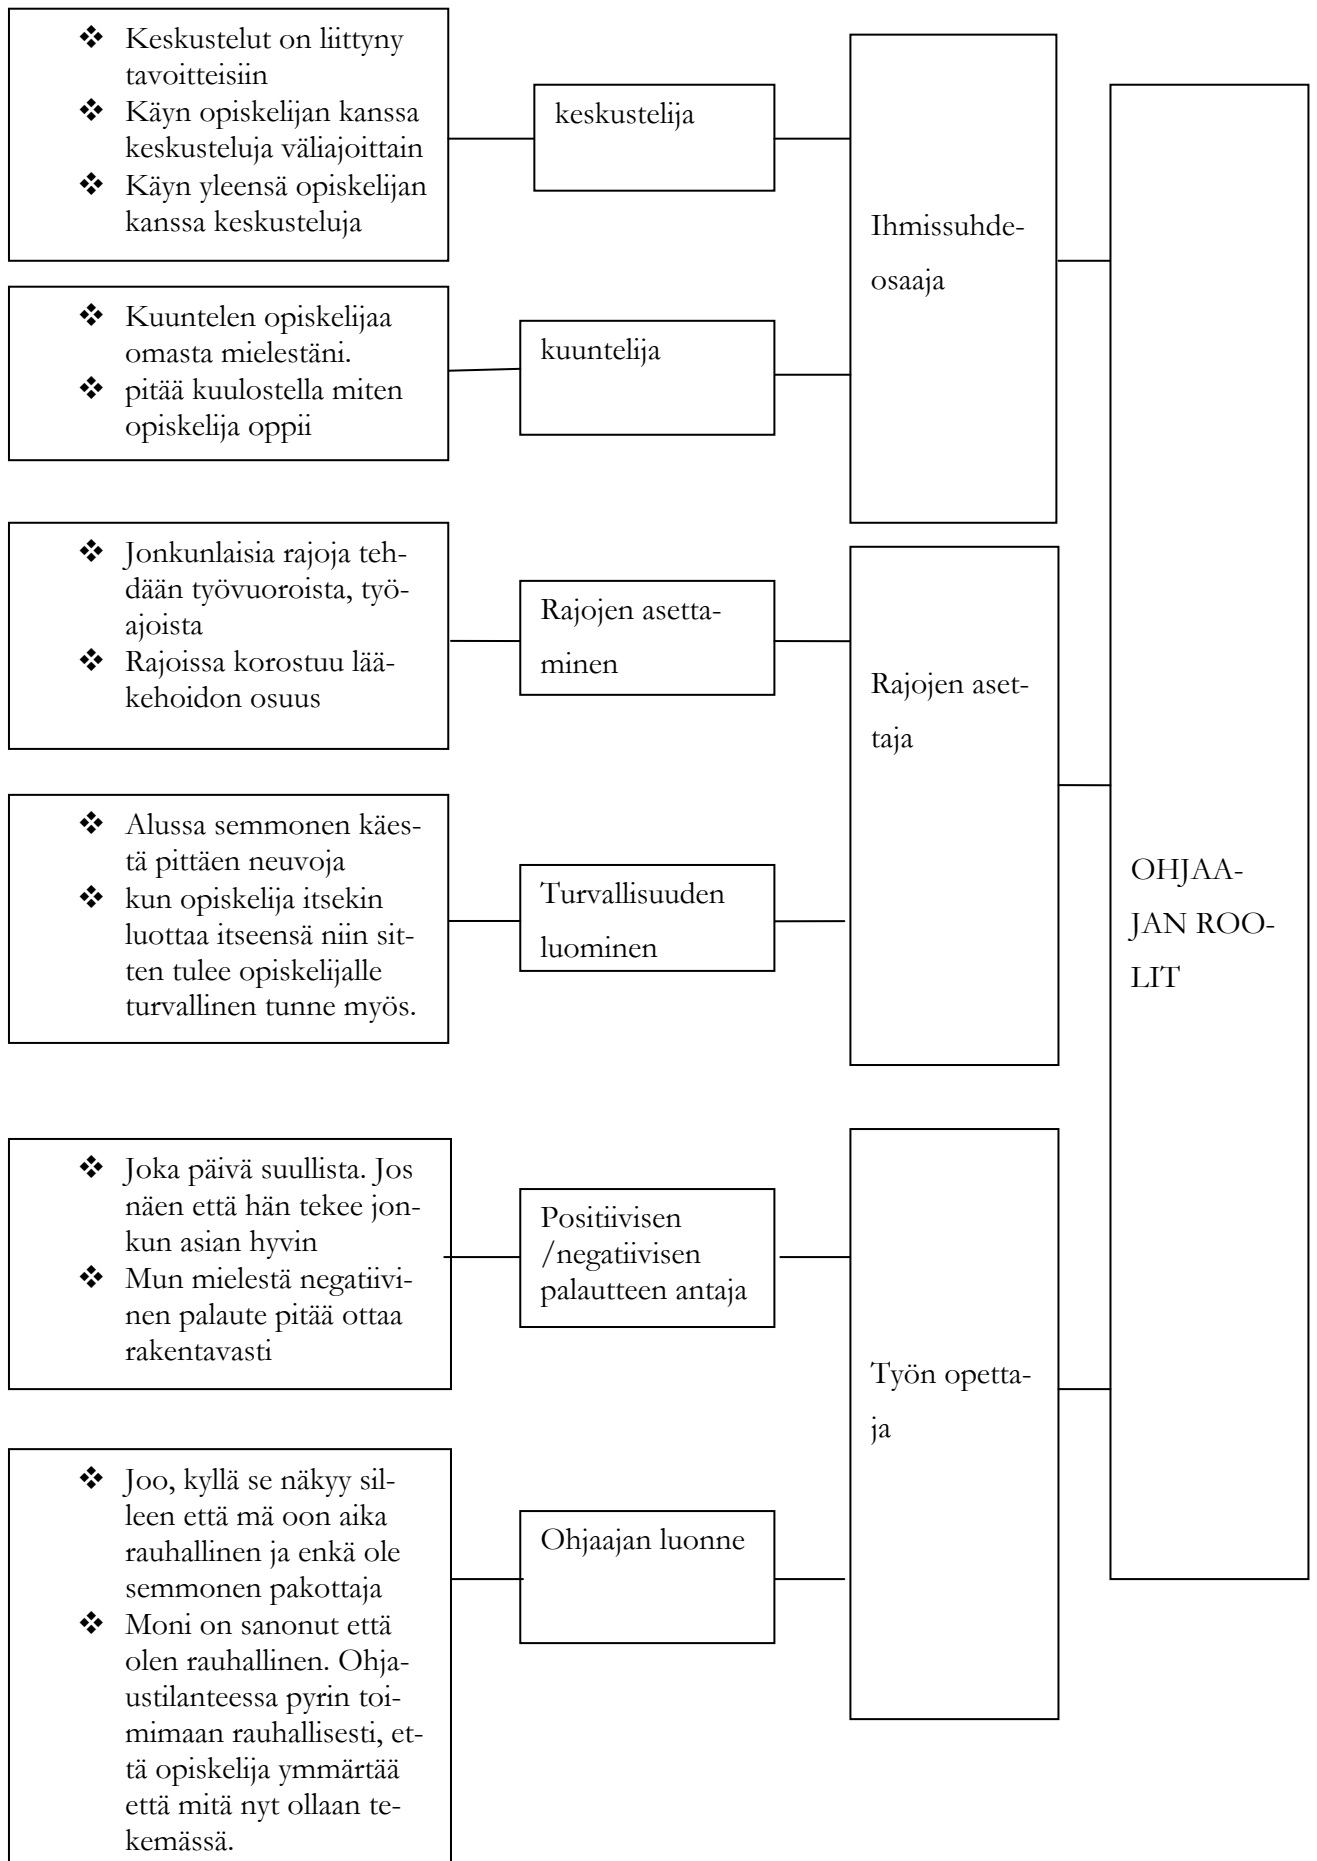 ❖ Keskustelut on liittyny
tavoitteisiin
❖ Käyn opiskelijan kanssa
keskusteluja väliajoittain
❖ Käyn yleensä opiskelijan
kanssa keskusteluja
keskustelija
❖ Kuuntelen opiskelijaa
omasta mielestäni.
❖ pitää kuulostella miten
opiskelija oppii
kuuntelija
Ihmissuhde-
osaaja
❖ Jonkunlaisia rajoja teh-
dään työvuoroista, työ-
ajoista
❖ Rajoissa korostuu lää-
kehoidon osuus
Rajojen asetta-
minen
❖ Alussa semmonen käes-
tä pittäen neuvoja
❖ kun opiskelija itsekin
luottaa itseensä niin sit-
ten tulee opiskelijalle
turvallinen tunne myös.
Turvallisuuden
luominen
Rajojen aset-
taja
❖ Joka päivä suullista. Jos
näen että hän tekee jon-
kun asian hyvin
❖ Mun mielestä negatiivi-
nen palaute pitää ottaa
rakentavasti
Positiivisen
/negatiivisen
palautteen antaja
❖ Joo, kyllä se näkyy sil-
leen että mä oon aika
rauhallinen ja enkä ole
semmonen pakottaja
❖ Moni on sanonut että
olen rauhallinen. Ohja-
ustilanteessa pyrin toi-
mimaan rauhallisesti, et-
tä opiskelija ymmärtää
että mitä nyt ollaan te-
kemässä.
Ohjaajan luonne
Työn opetta-
ja
OHJAA-
JAN ROO-
LIT